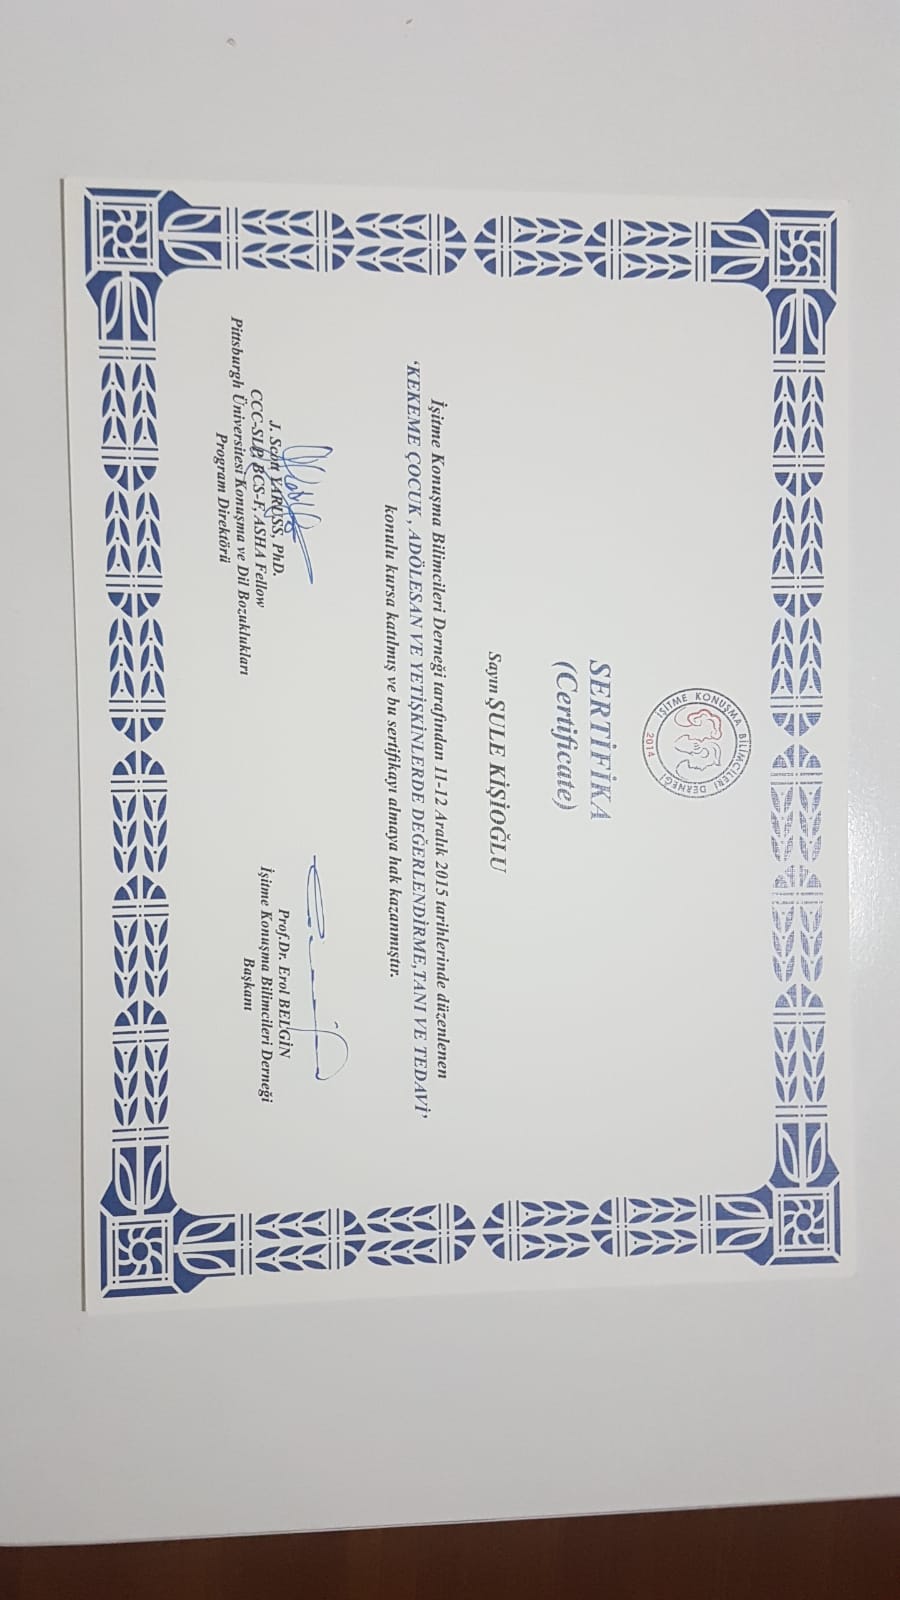 İŞİTME KONUŞMA BİLİMCİLERİ DERNEĞİ
2014
SERTİFİKA
(Certificate)
Sayın ŞULE KİŞİOĞLU
İşitme Konuşma Bilimcileri Derneği tarafından 11-12 Aralık 2015 tarihlerinde düzenlenen
‘KEKEME ÇOCUK , ADÖLESAN VE YETİŞKİNLERDE DEĞERLENDİRME,TANI VE TEDAVİ’
konulu kursa katılmış ve bu sertifikayı almaya hak kazanmıştır.
J. Scott YARUSS, PhD.
CCC-SLP, BCS-F, ASHA Fellow
Pittsburgh Üniversitesi Konuşma ve Dil Bozuklukları
Program Direktörü
Prof.Dr. Erol BELGİN
İşitme Konuşma Bilimcileri Derneği
Başkanı